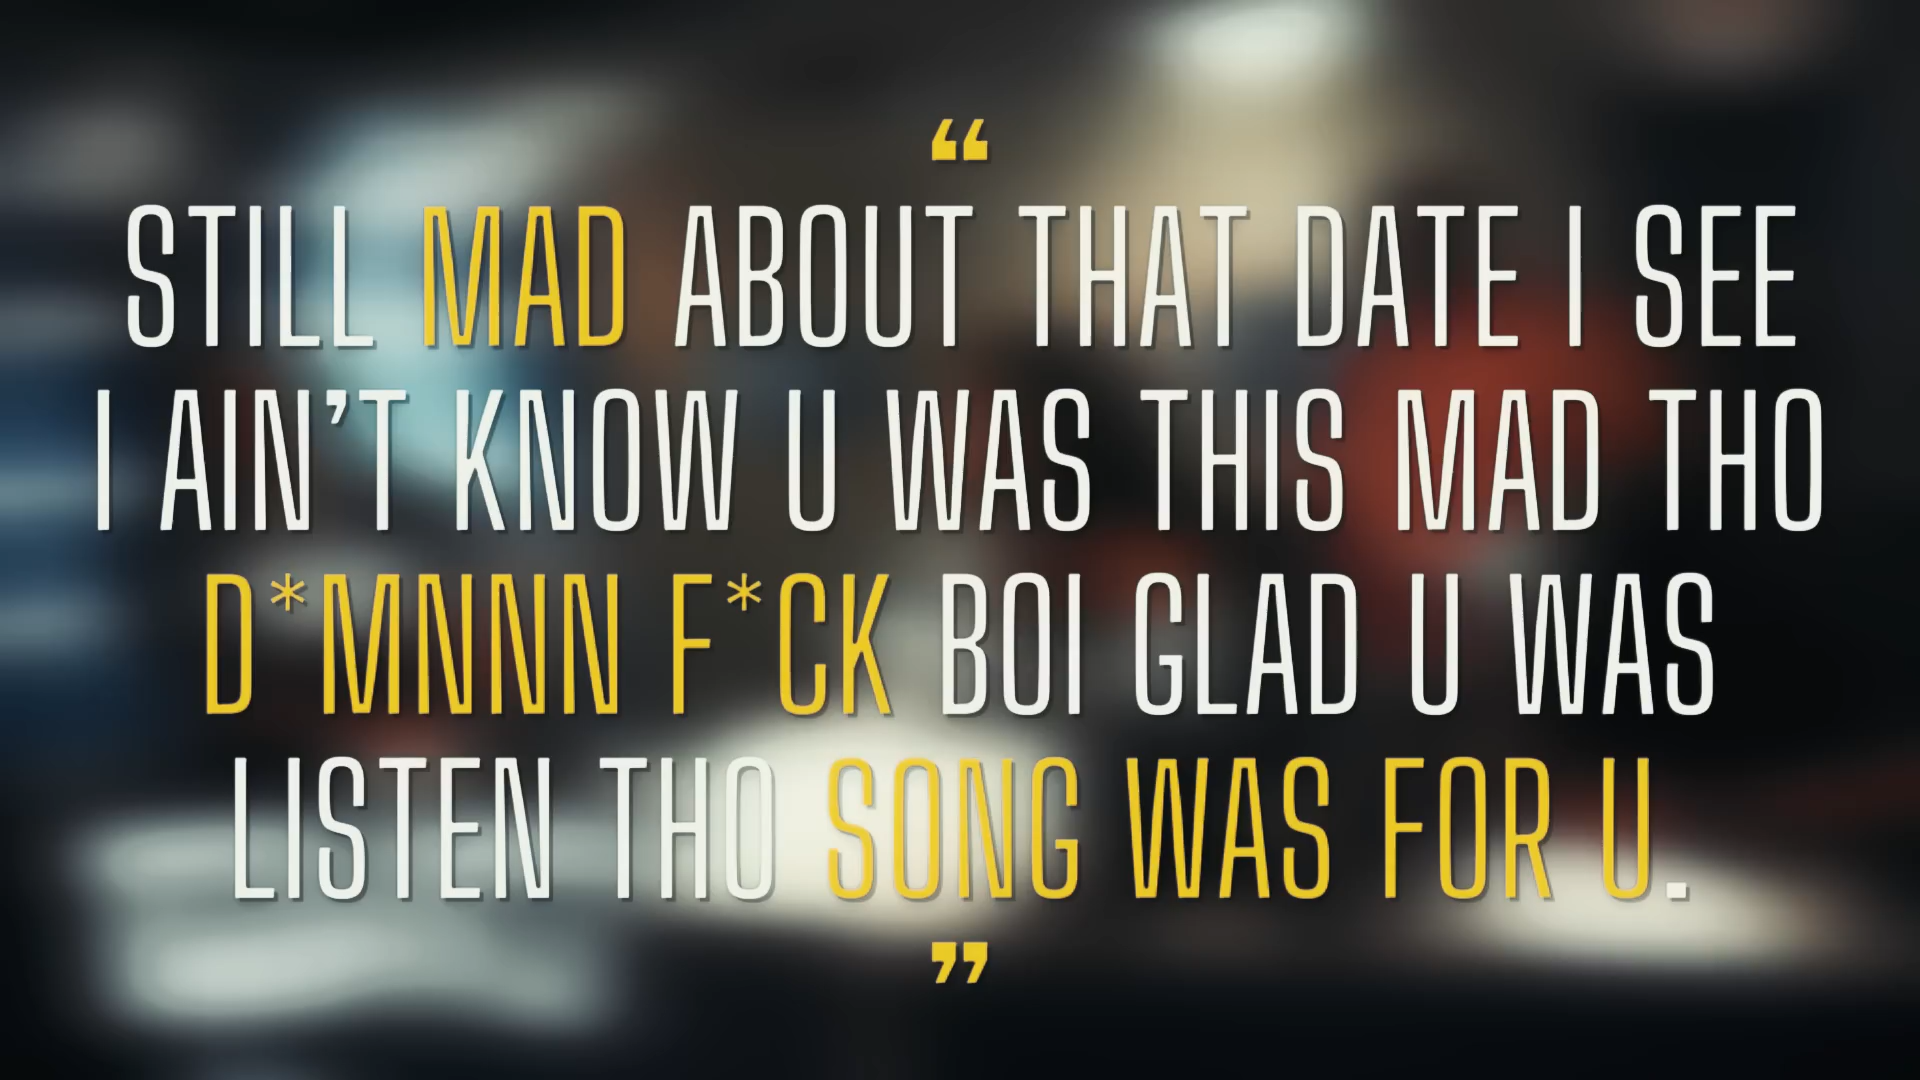 “
STILL MAD ABOUT THAT DATE I SEE
I AIN’T KNOW U WAS THIS MAD THO
D*MNNN F*CK BOI GLAD U WAS
LISTEN THO SONG WAS FOR U.
”